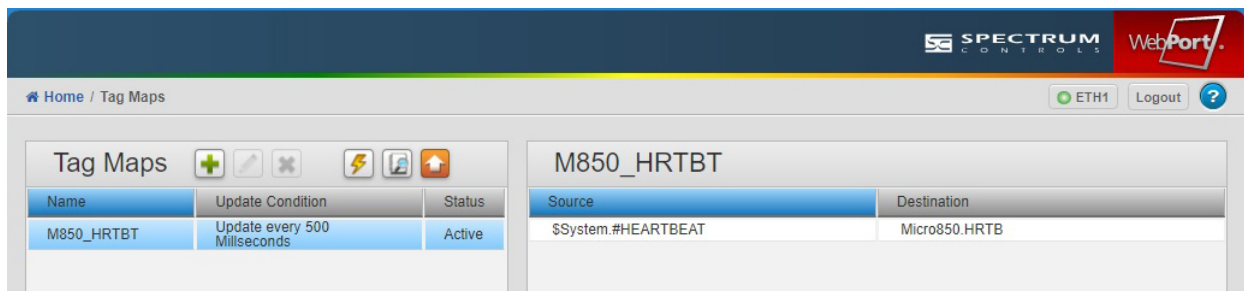 SPECTRUM
CONTROLS
WebPort.
Home / Tag Maps
ETH1
Logout
?
Tag Maps
M850_HRTBT
Name
Update Condition
Status
Source
Destination
M850_HRTBT
Update every 500
Millseconds
Active
$System.#HEARTBEAT
Micro850.HRTB